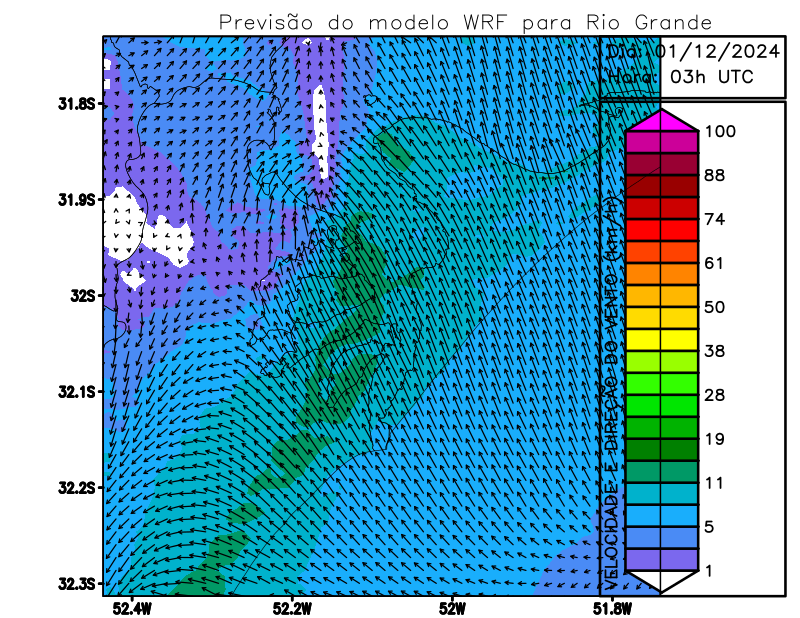 Previsão do modelo WRF para Rio Grande
Dia: 01/12/2024
Hora: 03h UTC
31.8S
31.9S
32S
32.1S
32.2S
32.3S
52.4W
52.2W
52W
51.8W
VELOCIDADE E DIREÇÃO DO VENTO (km/h)
100
88
74
61
50
38
28
19
11
5
1